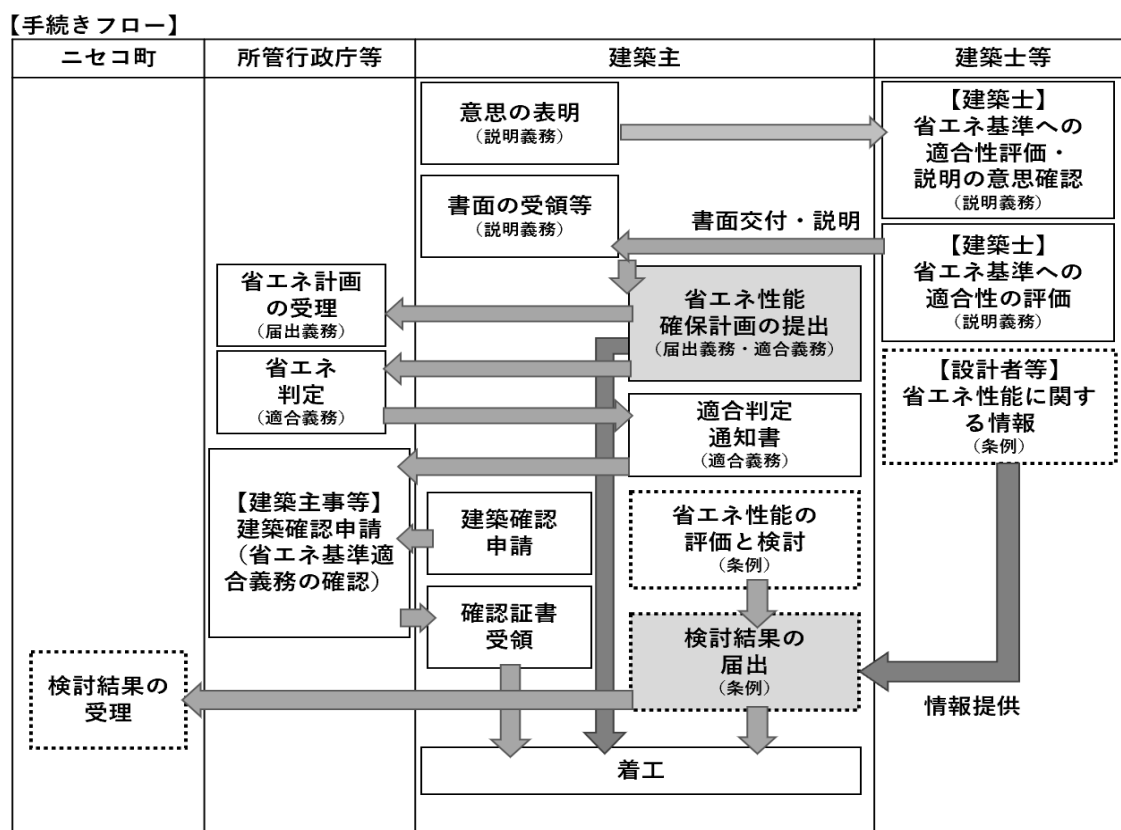 【手続きフロー】
ニセコ町
所管行政庁等
建築主
建築士等
意思の表明
（説明義務）
【建築士】
省エネ基準への
適合性評価・
説明の意思確認
（説明義務）
書面の受領等
（説明義務）
書面交付・説明
【建築士】
省エネ基準への
適合性の評価
（説明義務）
省エネ計画
の受理
（届出義務）
省エネ性能
確保計画の提出
（届出義務・適合義務）
省エネ
判定
（適合義務）
【設計者等】
省エネ性能に関す
る情報
（条例）
適合判定
通知書
（適合義務）
【建築主事等】
建築確認申請
（省エネ基準適
合義務の確認）
建築確認
申請
省エネ性能の
評価と検討
（条例）
確認証書
受領
検討結果の
届出
（条例）
検討結果の
受理
情報提供
着工